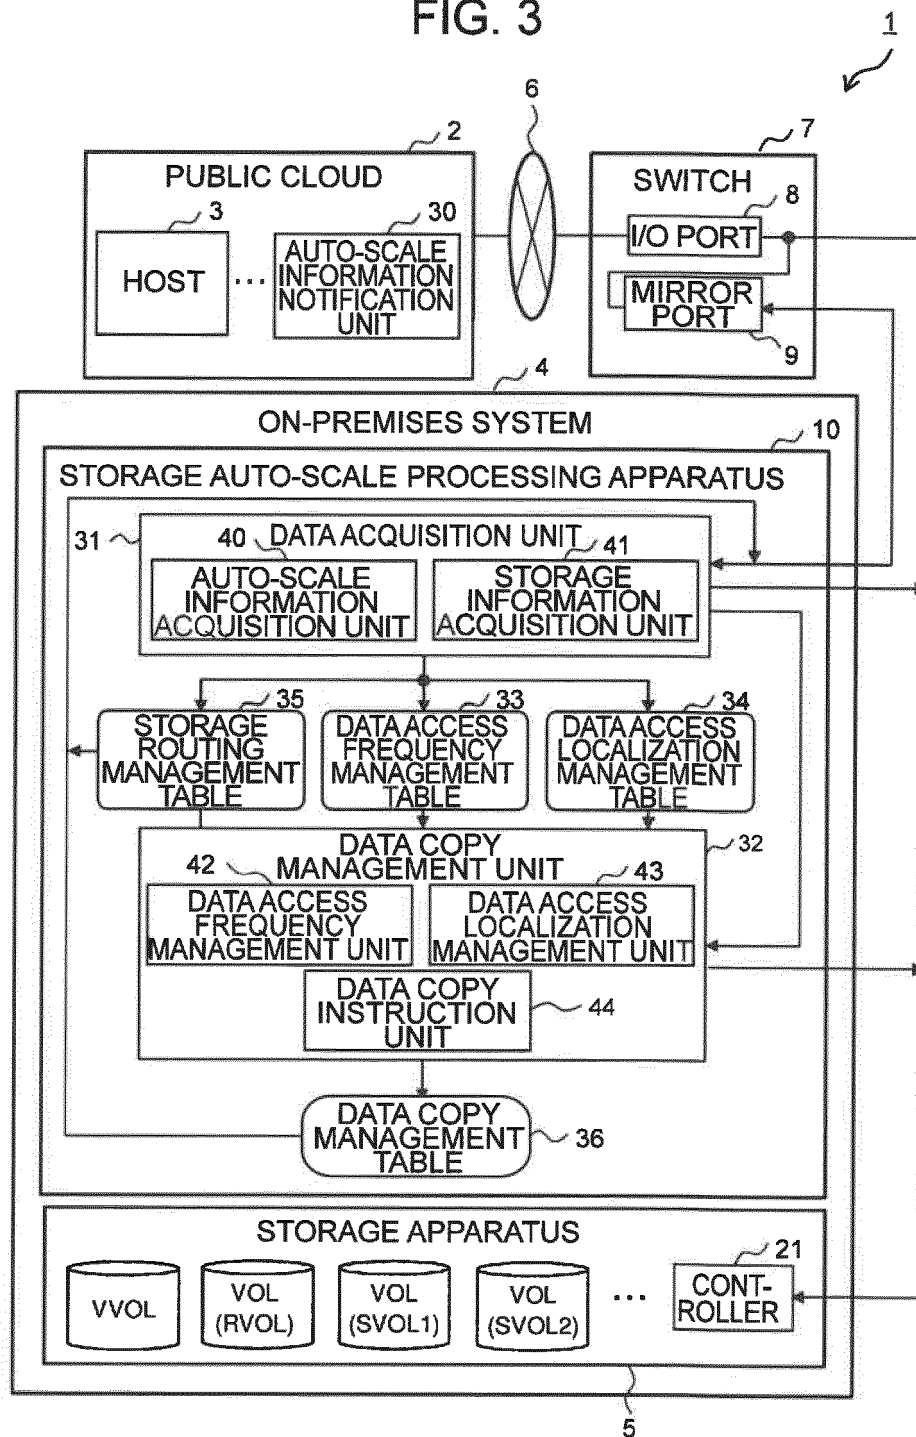 FIG. 3
1
2
6
7
PUBLIC CLOUD
SWITCH
3
30
8
HOST
...
AUTO-SCALE
INFORMATION
NOTIFICATION
UNIT
I/O PORT
MIRROR
PORT
9
4
ON-PREMISES SYSTEM
10
STORAGE AUTO-SCALE PROCESSING APPARATUS
31
DATA ACQUISITION UNIT
40
41
AUTO-SCALE
INFORMATION
ACQUISITION UNIT
STORAGE
INFORMATION
ACQUISITION UNIT
35
33
34
STORAGE
ROUTING
MANAGEMENT
TABLE
DATA ACCESS
FREQUENCY
MANAGEMENT
TABLE
DATA ACCESS
LOCALIZATION
MANAGEMENT
TABLE
32
DATA COPY
MANAGEMENT UNIT
42
43
DATA ACCESS
FREQUENCY
MANAGEMENT UNIT
DATA ACCESS
LOCALIZATION
MANAGEMENT UNIT
DATA COPY
INSTRUCTION
UNIT
44
DATA COPY
MANAGEMENT
TABLE
36
STORAGE APPARATUS
21
VVOL
VOL
(RVOL)
VOL
(SVOL1)
VOL
(SVOL2)
...
CONT-
ROLLER
5